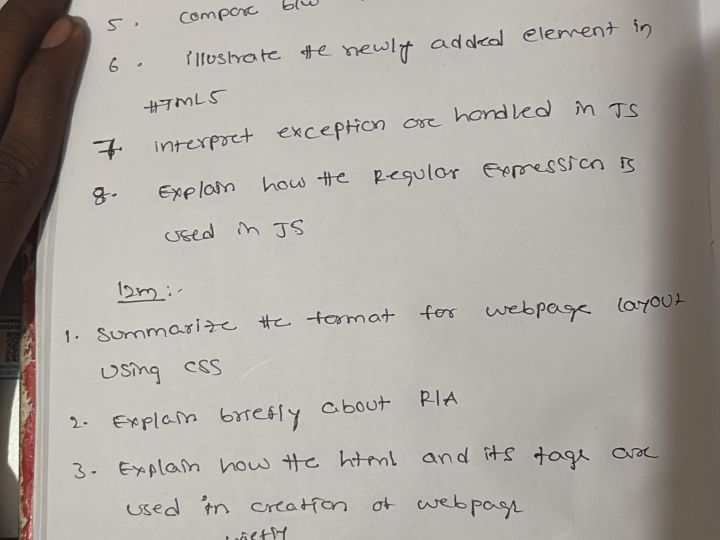 5. compare b/w
6. illustrate the newly added element in
HTML5
7. interpret exception are handled in JS
8. Explain how the Regular Expression is
used in JS
12m:-
1. Summarize the format for webpage layout
using css
2. Explain briefly about RIA
3. Explain how the html and its tags are
used in creation of webpage